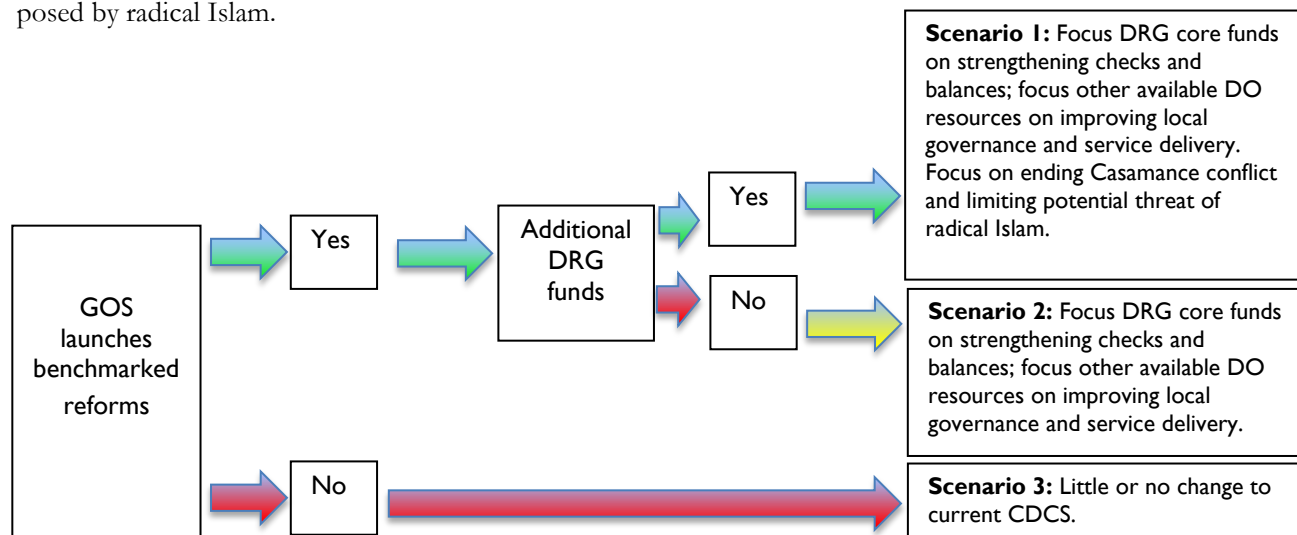 posed by radical Islam.
GOS
launches
benchmarked
reforms
Yes
No
Additional
DRG
funds
Yes
No
Scenario 1: Focus DRG core funds
on strengthening checks and
balances; focus other available DO
resources on improving local
governance and service delivery.
Focus on ending Casamance conflict
and limiting potential threat of
radical Islam.
Scenario 2: Focus DRG core funds
on strengthening checks and
balances; focus other available DO
resources on improving local
governance and service delivery.
Scenario 3: Little or no change to
current CDCS.